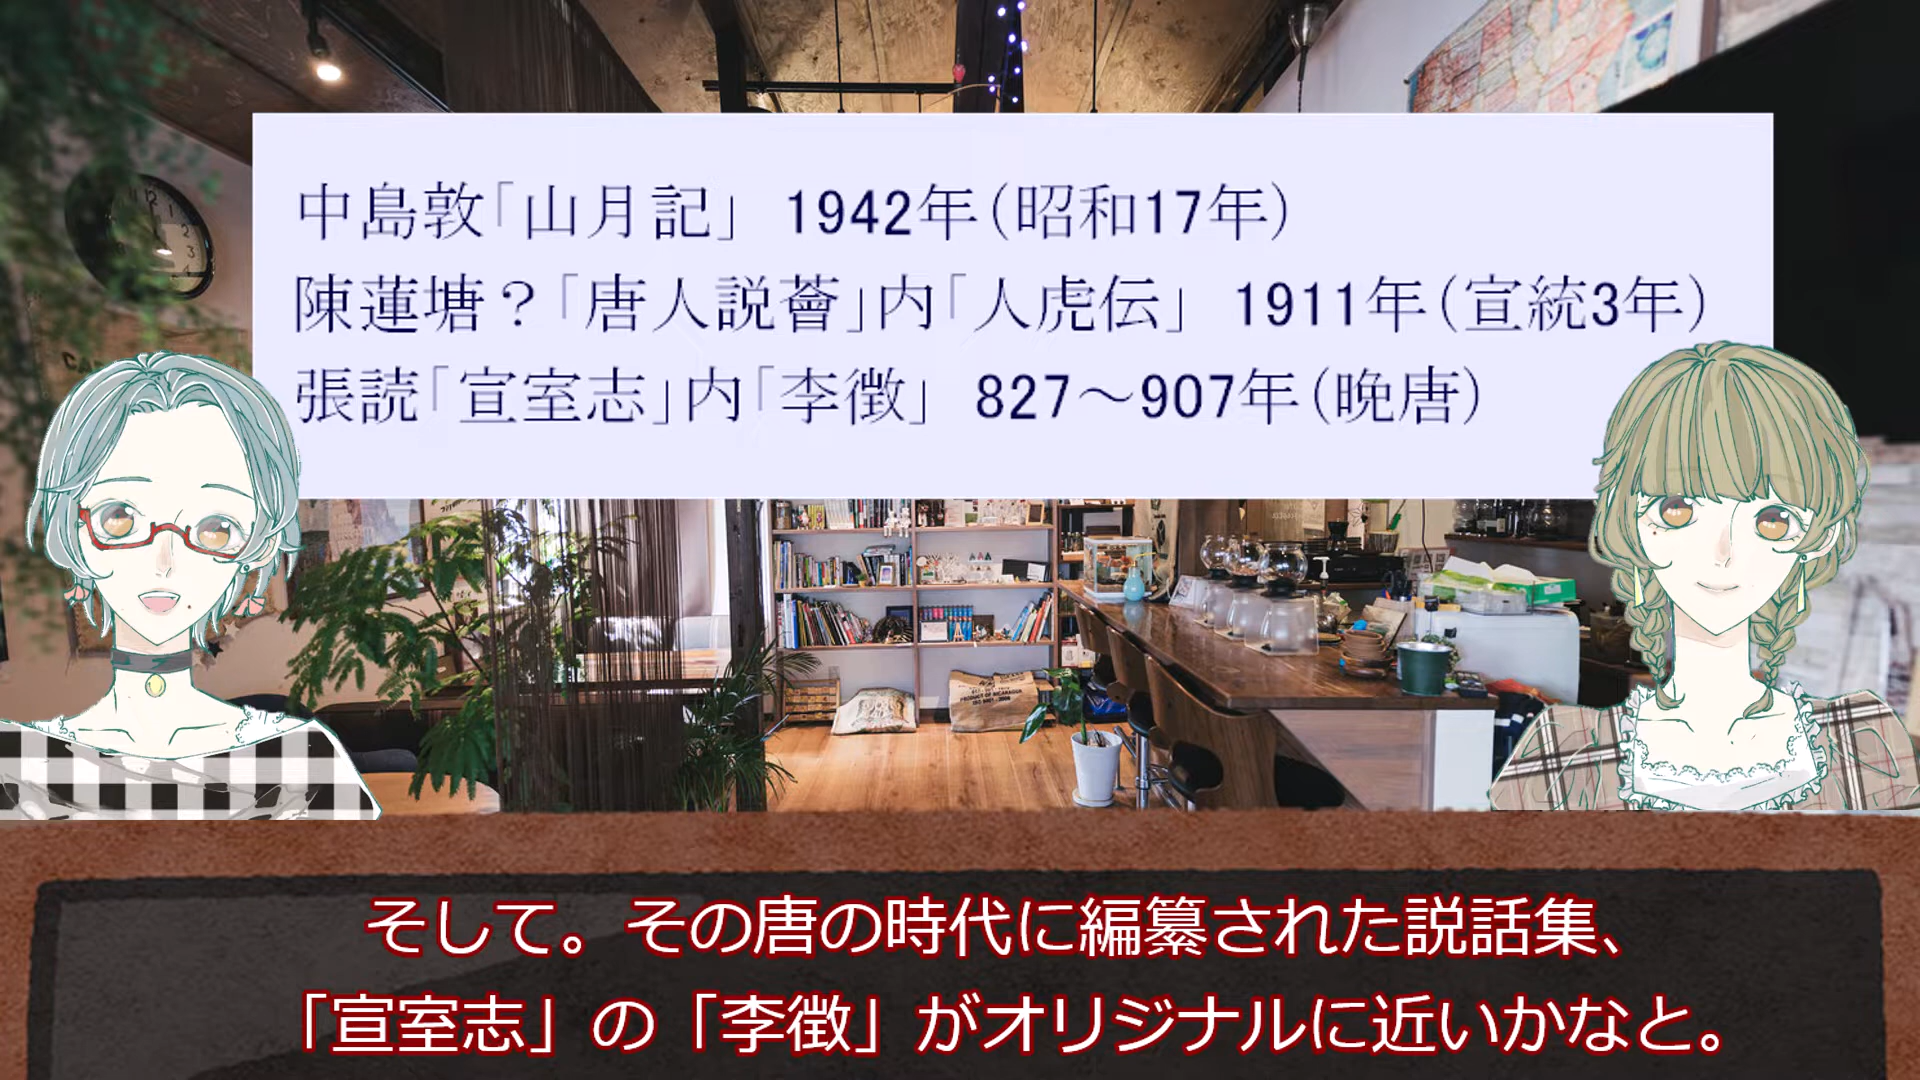 中島敦「山月記」 1942年(昭和17年)
陳蓮塘？「唐人説薈」内「人虎伝」 1911年(宣統3年)
張読「宣室志」内「李徴」 827～907年(晩唐)
そして。その唐の時代に編纂された説話集、
「宣室志」の「李徴」がオリジナルに近いかなと。